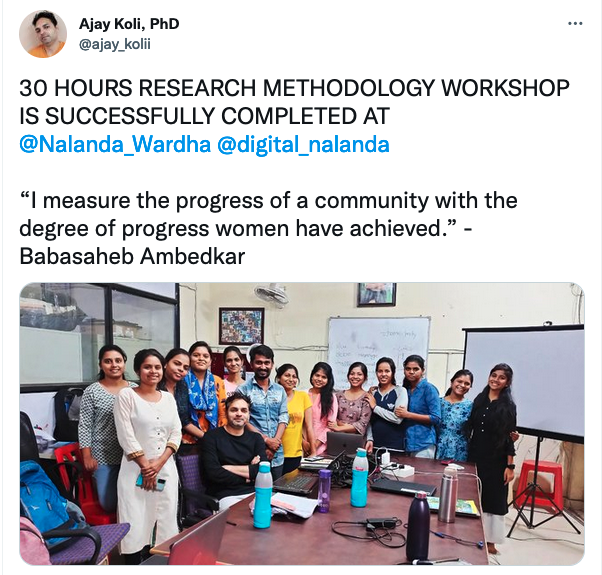 Ajay Koli, PhD
@ajay_kolii
30 HOURS RESEARCH METHODOLOGY WORKSHOP
IS SUCCESSFULLY COMPLETED AT
@Nalanda_Wardha @digital_nalanda
“I measure the progress of a community with the
degree of progress women have achieved.” -
Babasaheb Ambedkar